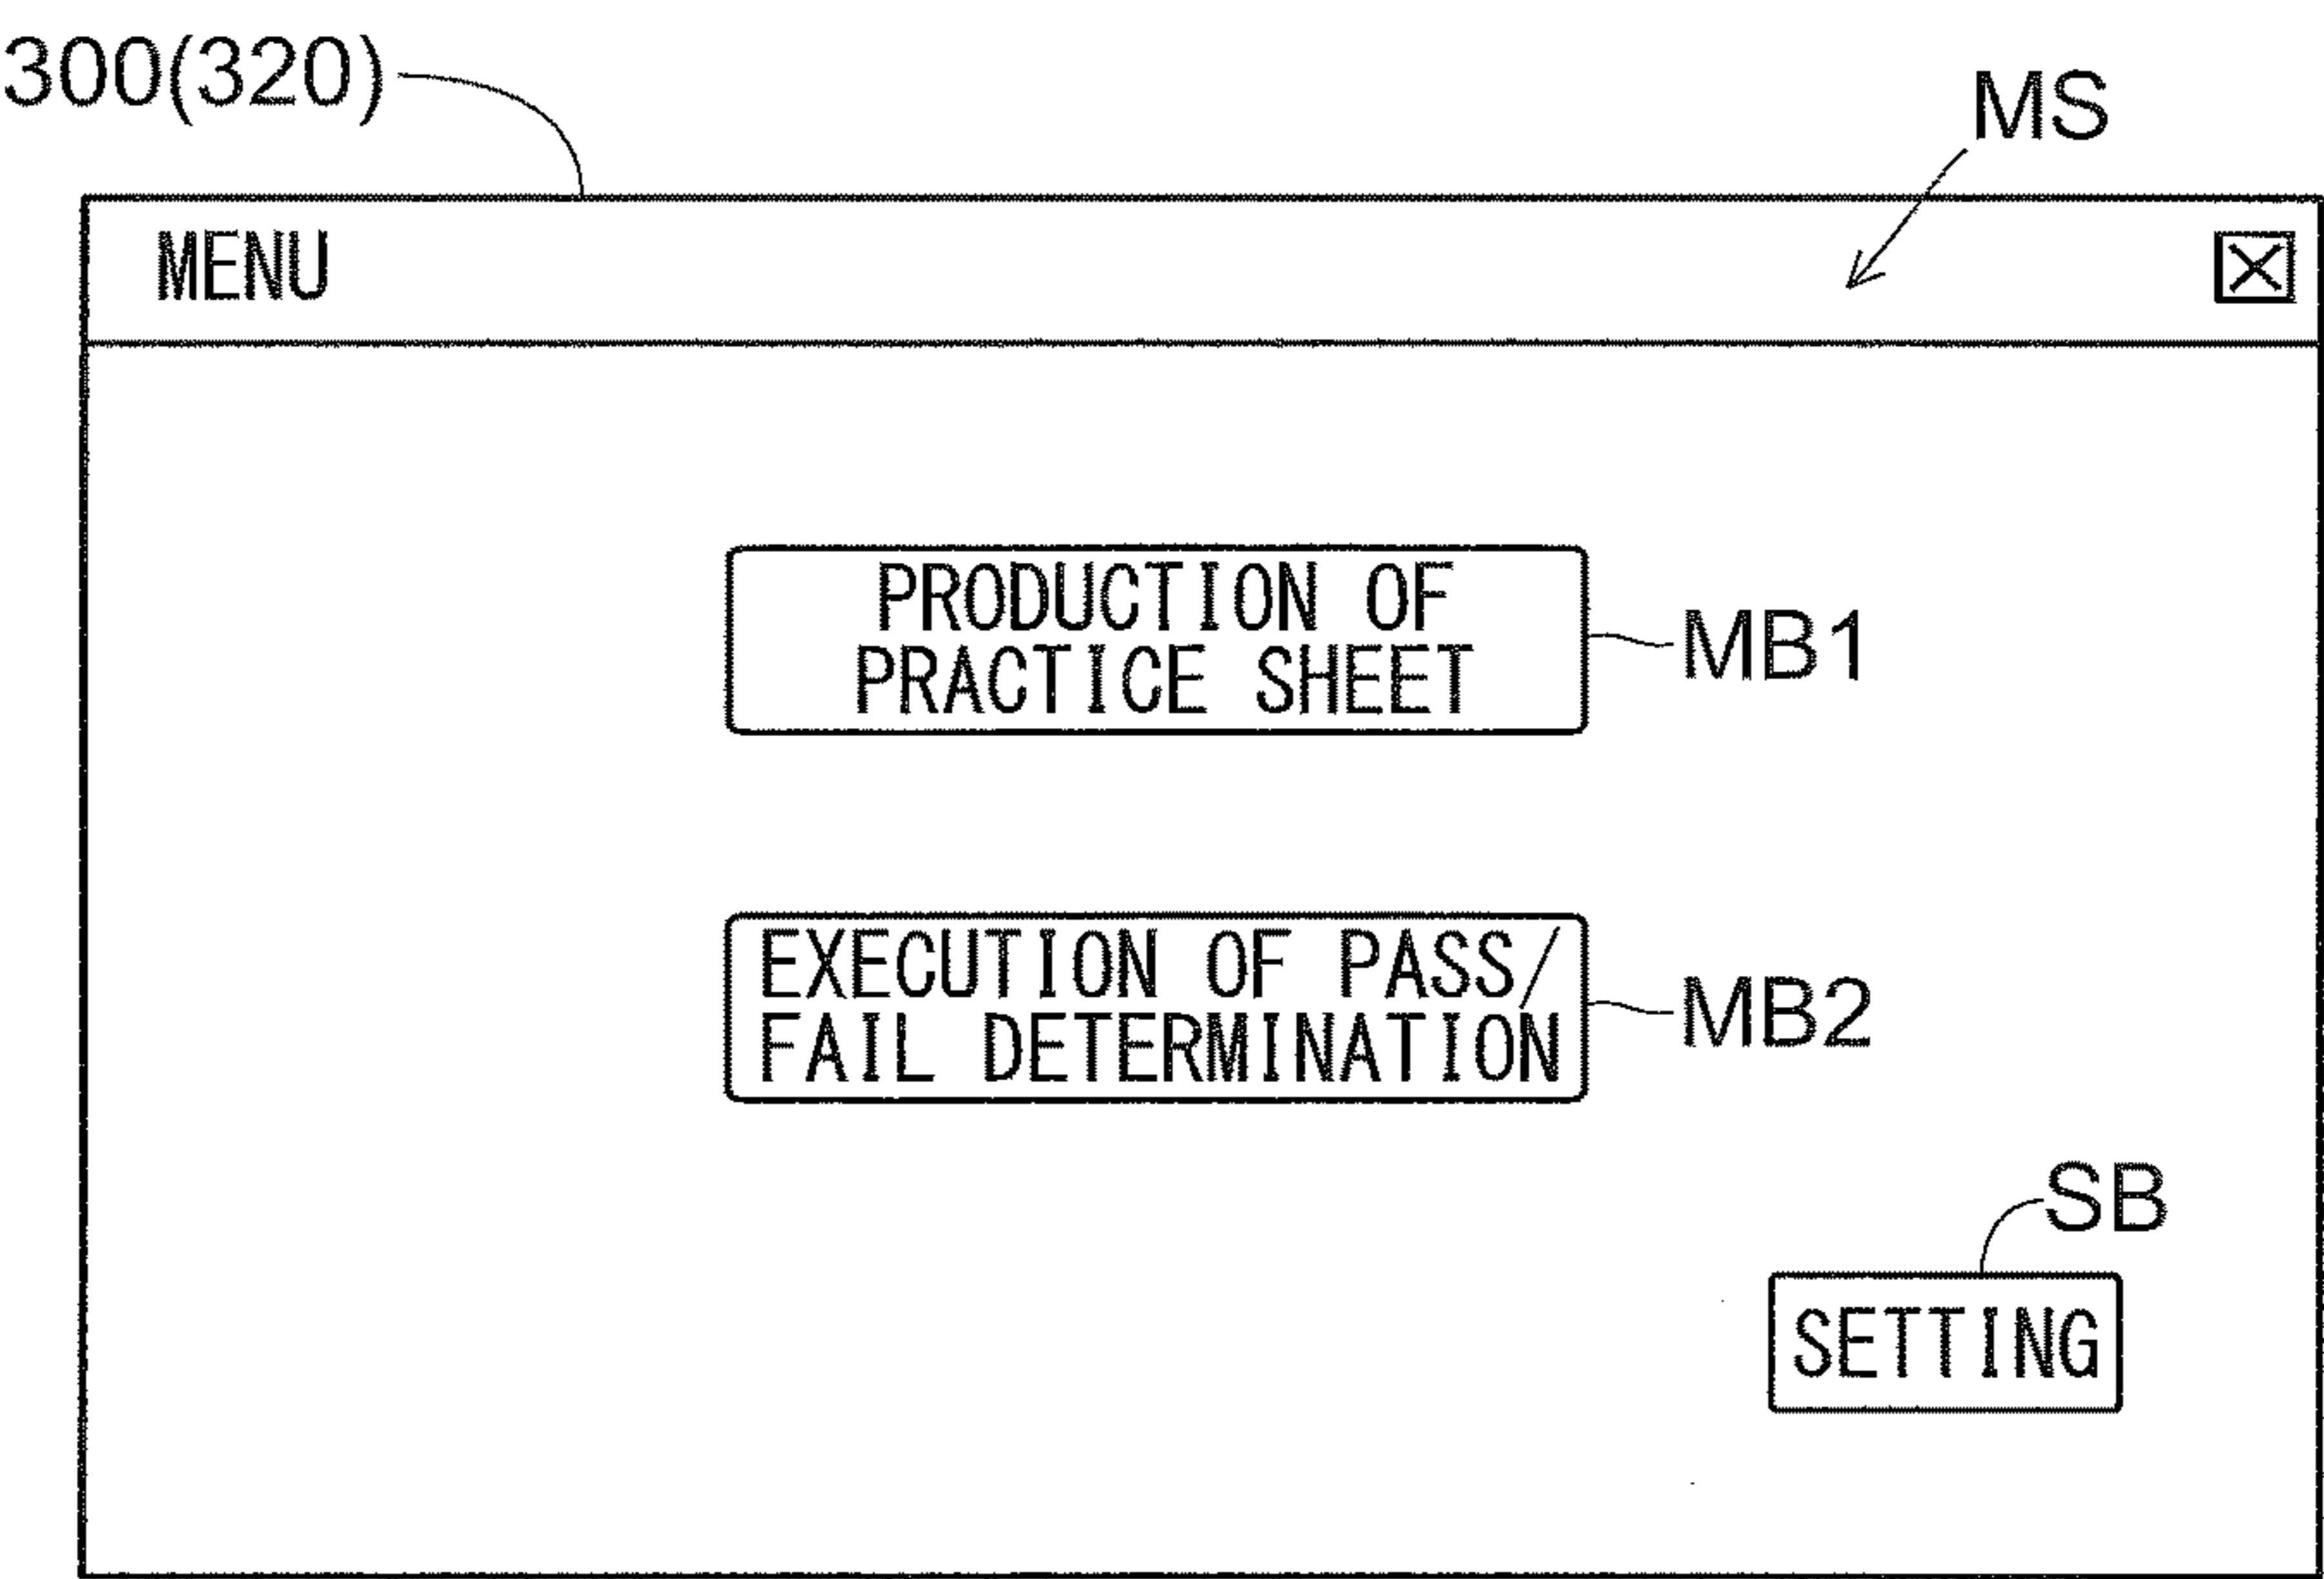 300(320)
MS
MENU
PRODUCTION OF
PRACTICE SHEET
MB1
EXECUTION OF PASS/
FAIL DETERMINATION
MB2
SB
SETTING